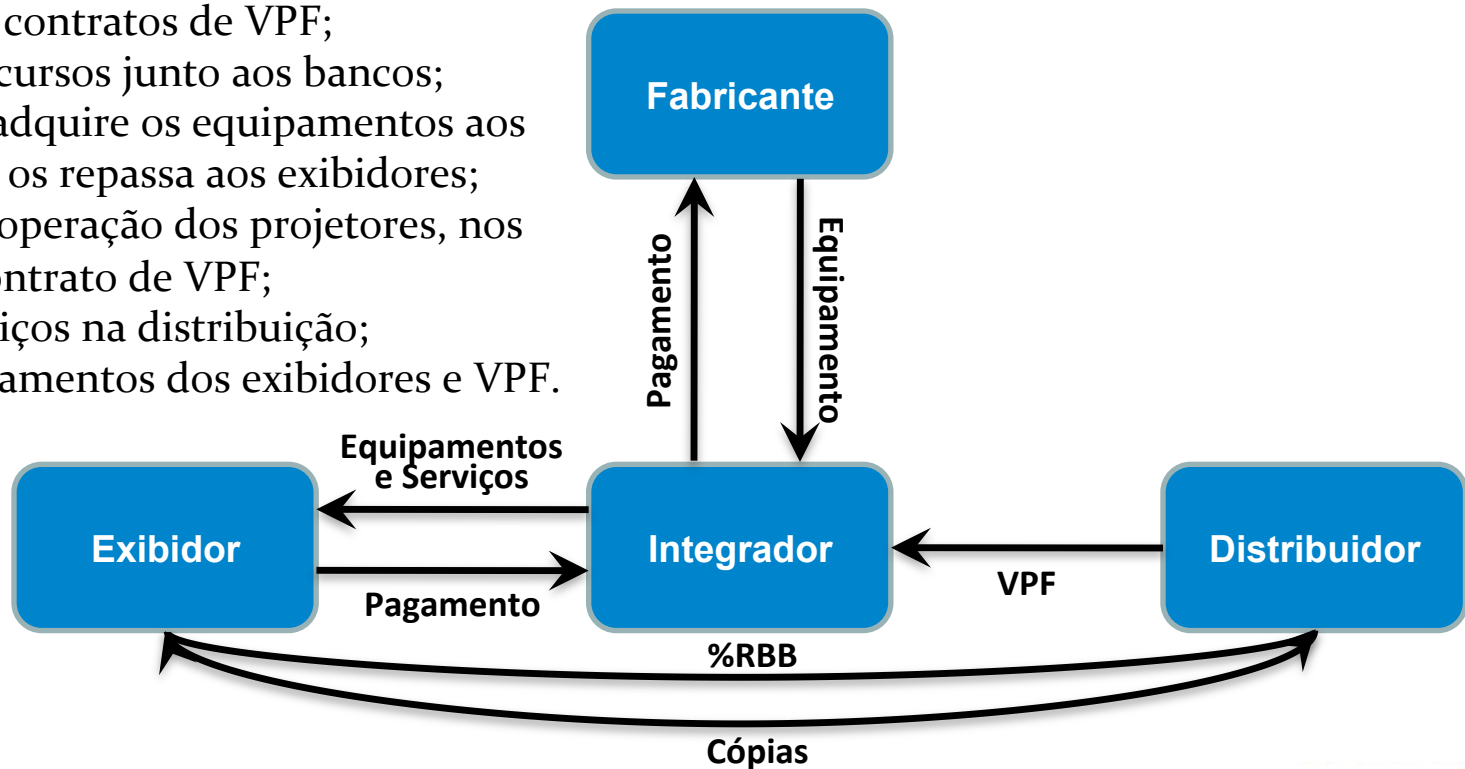 contratos de VPF;
cursos junto aos bancos;
adquire os equipamentos aos
os repassa aos exibidores;
operação dos projetores, nos
ontrato de VPF;
iços na distribuição;
amentos dos exibidores e VPF.
Fabricante
Pagamento
Equipamento
Equipamentos
e Serviços
Exibidor
Integrador
Distribuidor
Pagamento
VPF
%RBB
Cópias